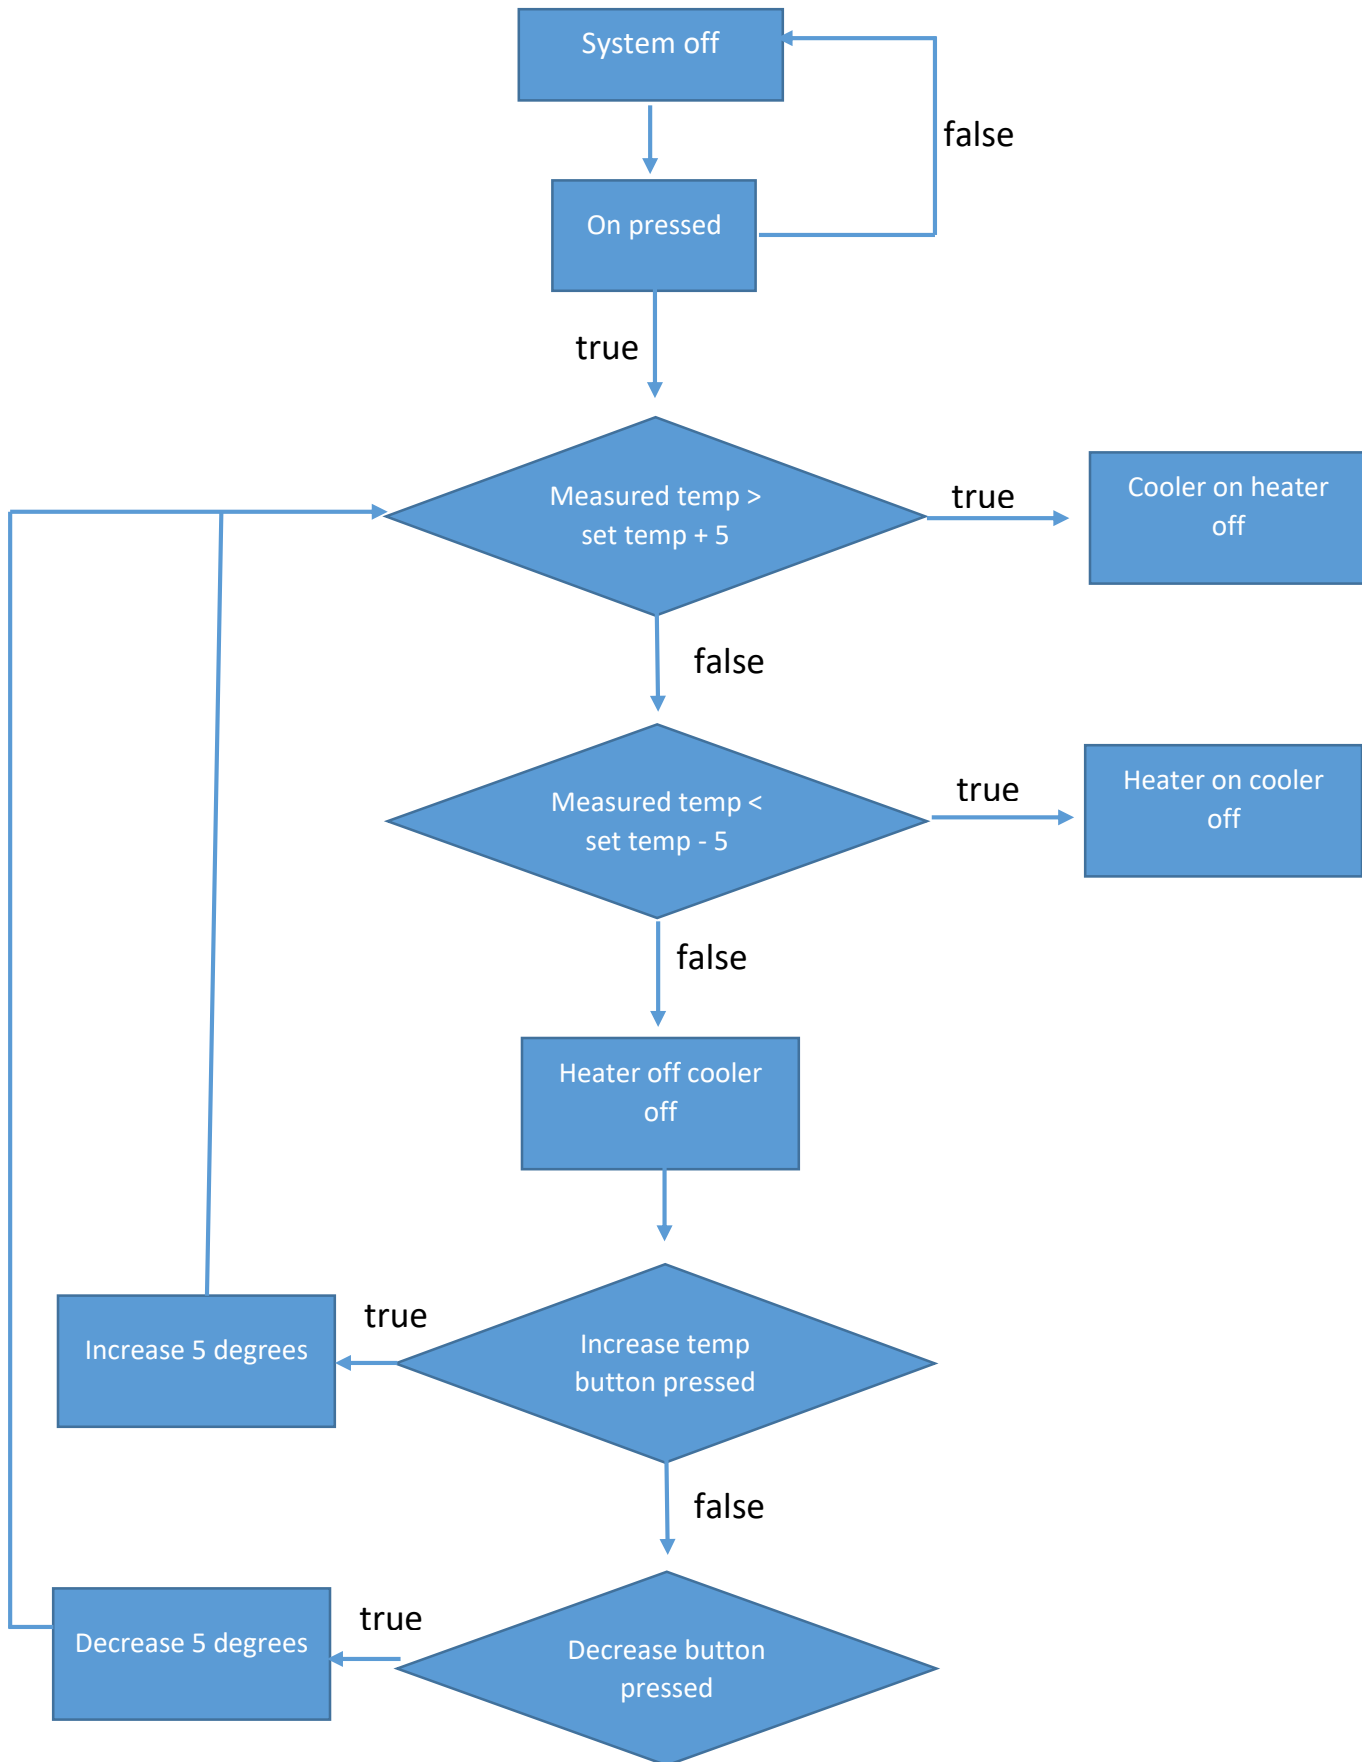 System off
false
On pressed
true
Measured temp >
set temp + 5
true
Cooler on heater
off
false
Measured temp <
set temp - 5
true
Heater on cooler
off
false
Heater off cooler
off
Increase temp
button pressed
true
Increase 5 degrees
false
Decrease button
pressed
true
Decrease 5 degrees